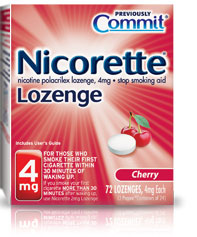 PREVIOUSLY
Commit
Nicorette
nicotine polacrilex lozenge, 4mg • stop smoking aid
Lozenge
Includes User's Guide
4
mg
FOR THOSE WHO
SMOKE THEIR FIRST
CIGARETTE WITHIN
30 MINUTES OF
WAKING UP.
If you smoke your first
cigarette MORE THAN 30
MINUTES after waking up,
use Nicorette 2mg Lozenge
Cherry
72 LOZENGES, 4mg Each